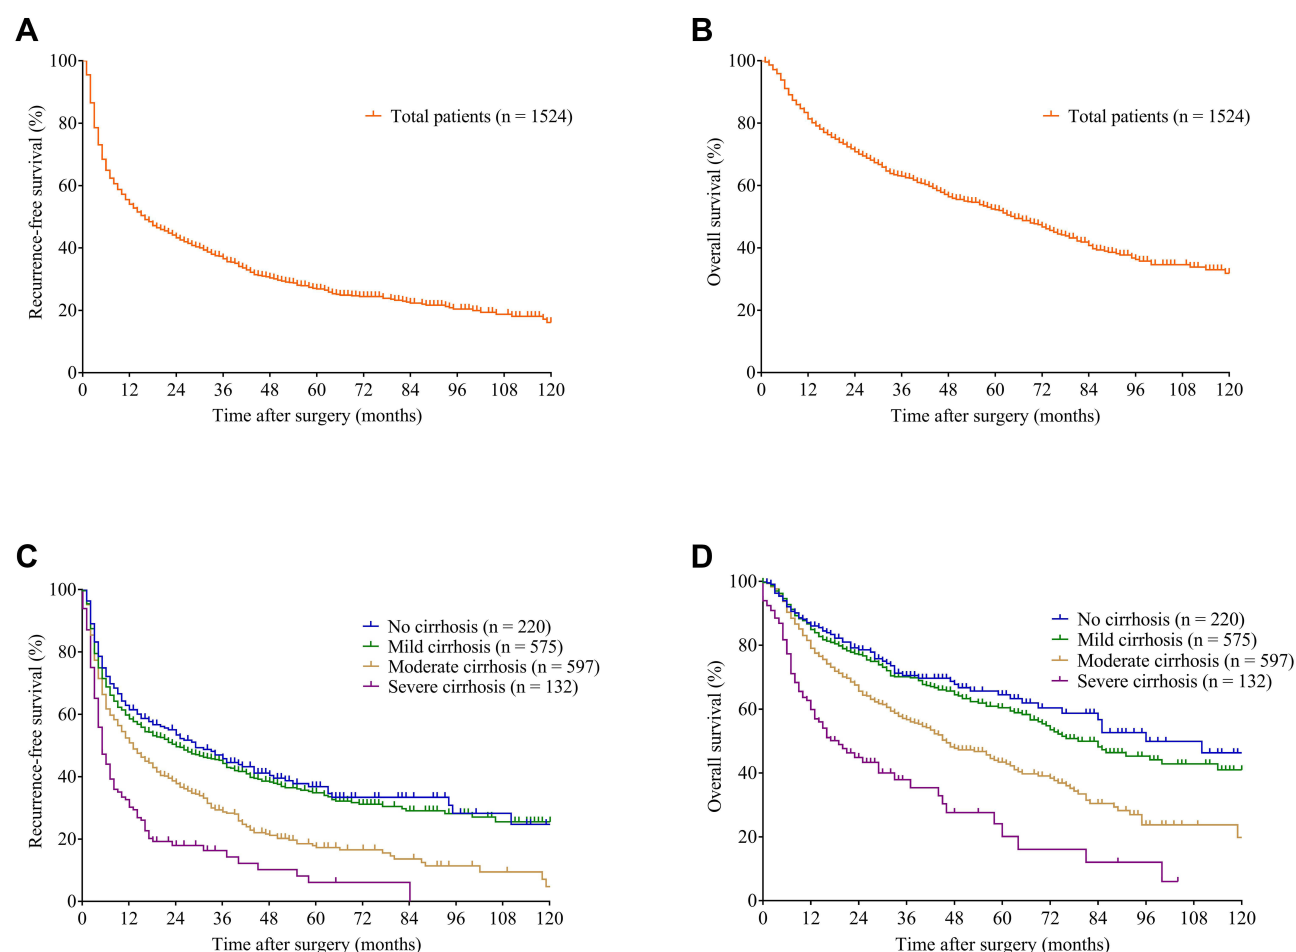 A
Recurrence-free survival (%)
100
80
60
40
20
0
Total patients (n = 1524)
0 12 24 36 48 60 72 84 96 108 120
Time after surgery (months)
B
Overall survival (%)
100
80
60
40
20
0
Total patients (n = 1524)
0 12 24 36 48 60 72 84 96 108 120
Time after surgery (months)
C
Recurrence-free survival (%)
100
80
60
40
20
0
No cirrhosis (n = 220)
Mild cirrhosis (n = 575)
Moderate cirrhosis (n = 597)
Severe cirrhosis (n = 132)
0 12 24 36 48 60 72 84 96 108 120
Time after surgery (months)
D
Overall survival (%)
100
80
60
40
20
0
No cirrhosis (n = 220)
Mild cirrhosis (n = 575)
Moderate cirrhosis (n = 597)
Severe cirrhosis (n = 132)
0 12 24 36 48 60 72 84 96 108 120
Time after surgery (months)